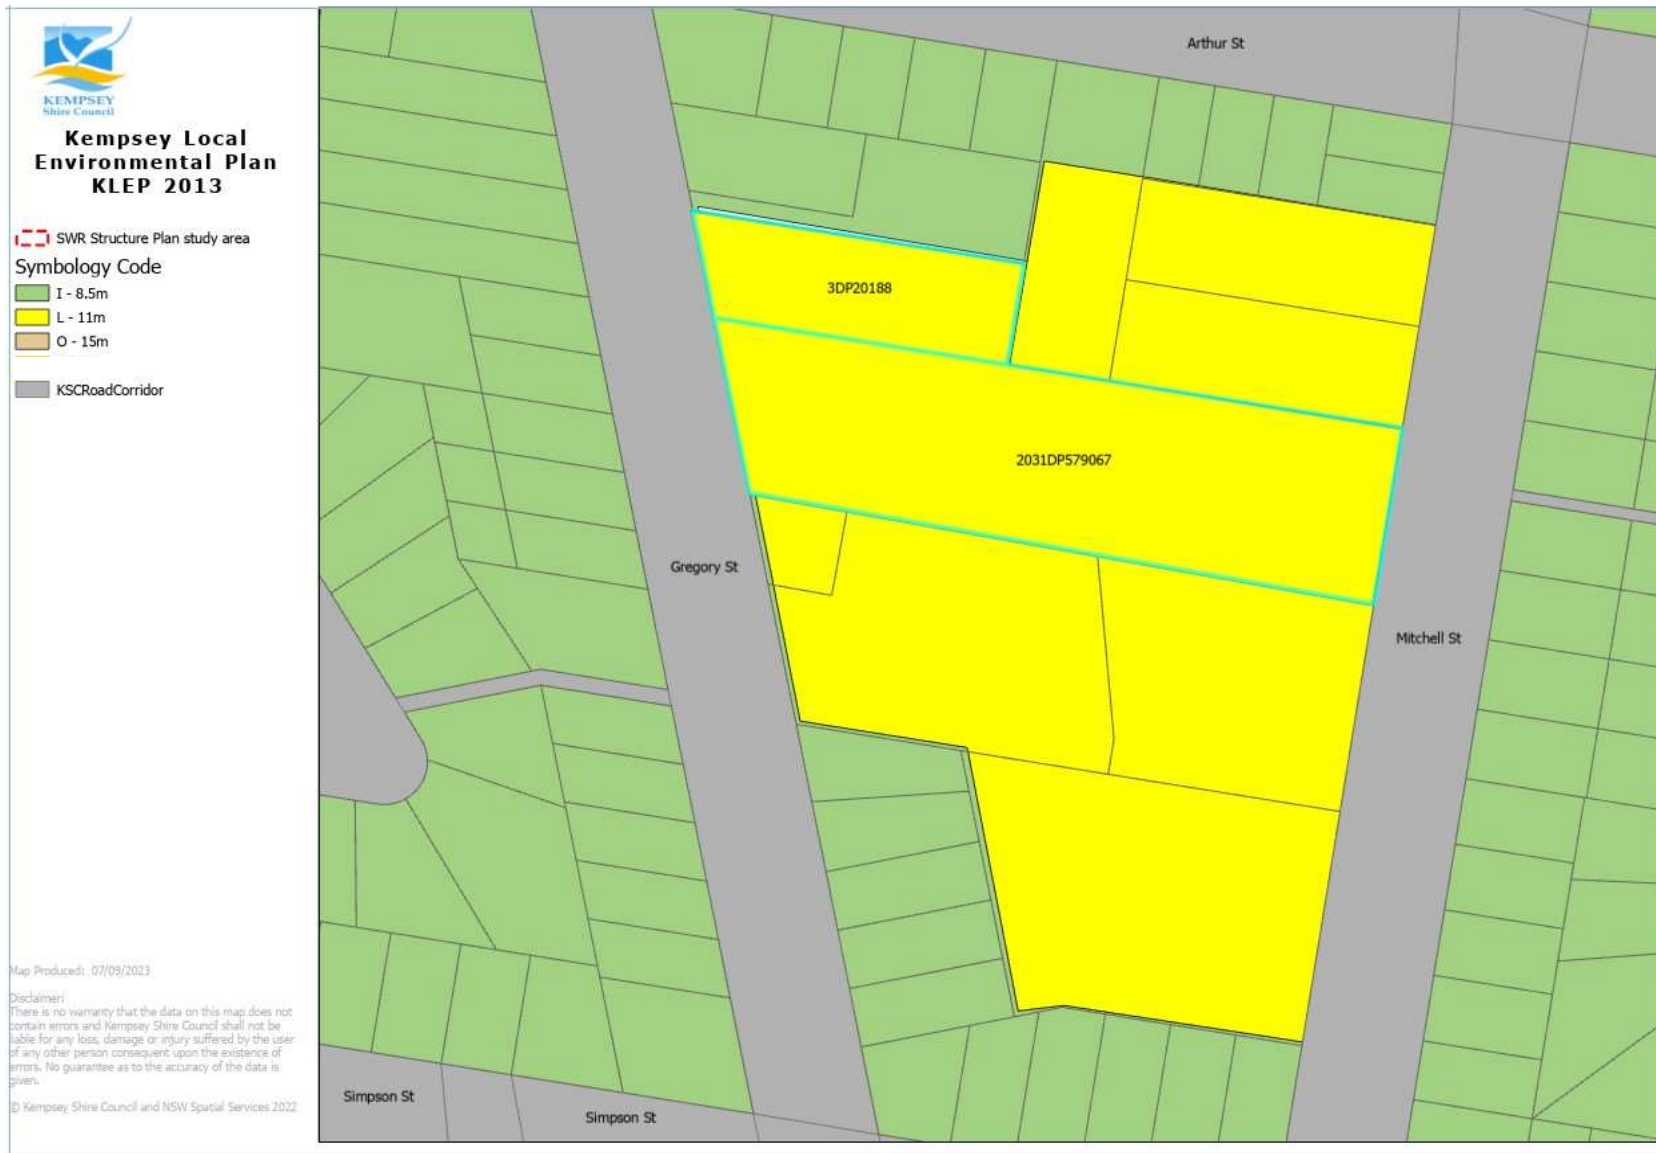 KEMPSEY
Shire Council
Kempsey Local
Environmental Plan
KLEP 2013
SWR Structure Plan study area
Symbology Code
I - 8.5m
L - 11m
O - 15m
KSCRoadCorridor
Map Produced: 07/09/2023
Disclaimer:
There is no warranty that the data on this map does not
contain errors and Kempsey Shire Council shall not be
liable for any loss, damage or injury suffered by the user
of any other person consequent upon the existence of
errors. No guarantee as to the accuracy of the data is
given.
© Kempsey Shire Council and NSW Spatial Services 2022
Arthur St
3DP20188
2031DP579067
Gregory St
Mitchell St
Simpson St
Simpson St